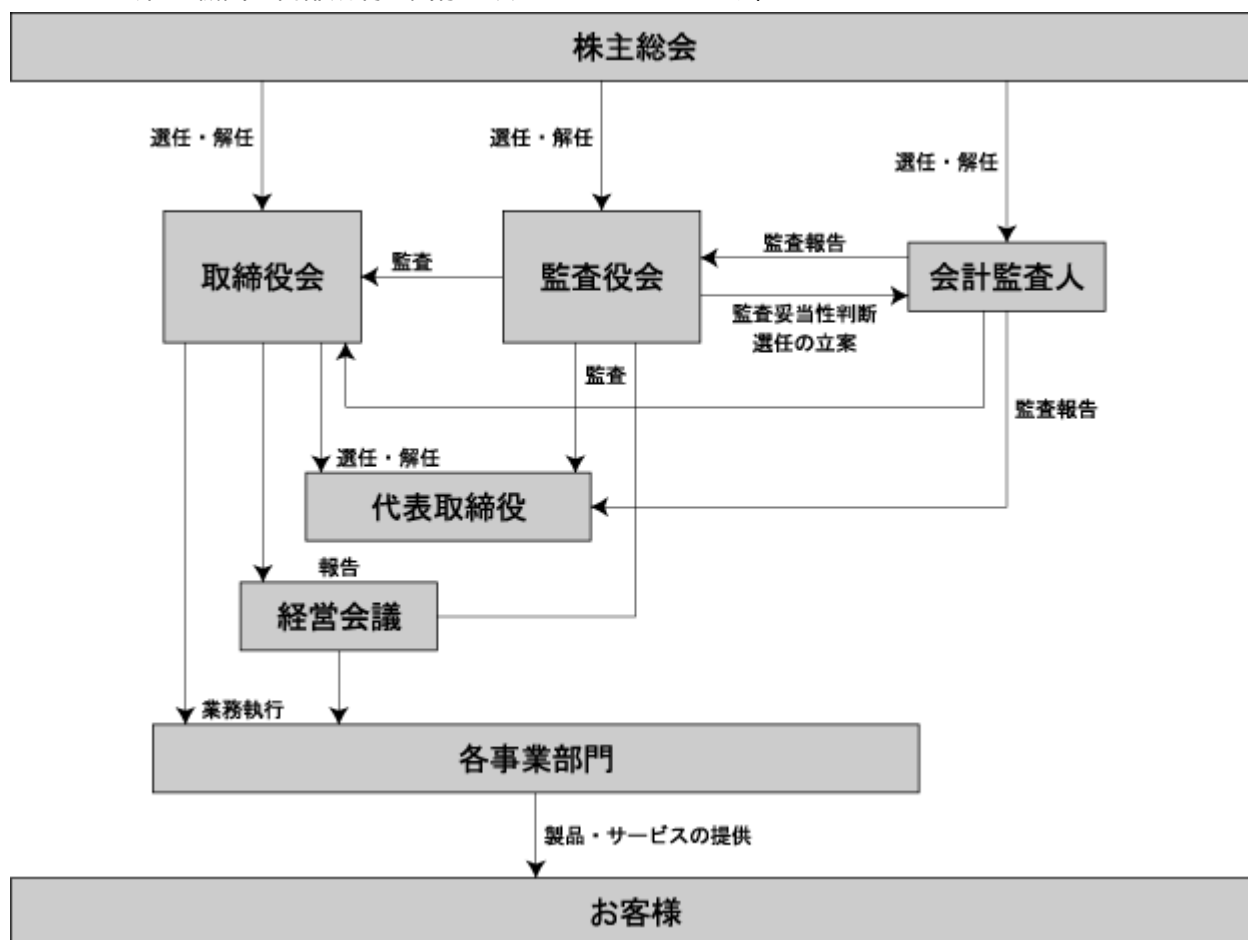 株主総会
選任・解任
選任・解任
選任・解任
取締役会
監査
監査役会
監査報告
会計監査人
監査妥当性判断
選任の立案
監査
監査報告
選任・解任
代表取締役
報告
経営会議
業務執行
各事業部門
製品・サービスの提供
お客様